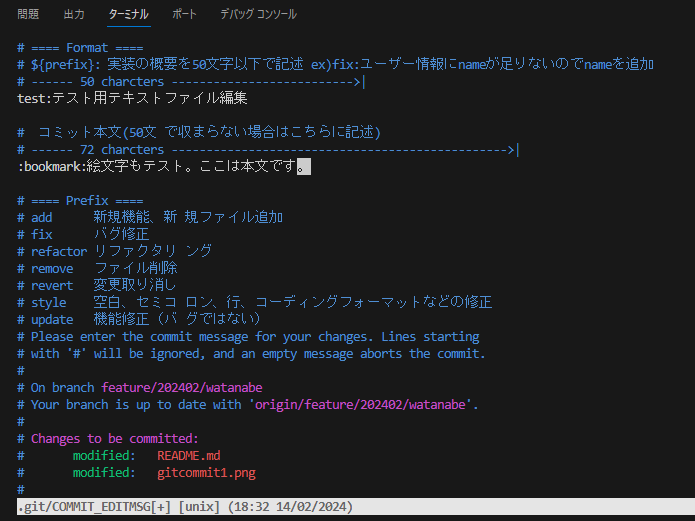 問題 出力 ターミナル ポート デバッグ コンソール
# ==== Format ====
# ${prefix}: 実装の概要を50文字以下で記述 ex)fix:ユーザー情報にnameが足りないのでnameを追加
# ------ 50 charcters -------------------------->|
test:テスト用テキストファイル編集
#  コミット本文(50文 で収まらない場合はこちらに記述)
# ------ 72 charcters ------------------------------------------------>|
:bookmark:絵文字もテスト。ここは本文です。
# ==== Prefix ====
# add 新規機能、新 規ファイル追加
# fix バグ修正
# refactor リファクタリ ング
# remove ファイル削除
# revert 変更取り消し
# style 空白、セミコ ロン、行、コーディングフォーマットなどの修正
# update 機能修正（バ グではない）
# Please enter the commit message for your changes. Lines starting
# with '#' will be ignored, and an empty message aborts the commit.
#
# On branch feature/202402/watanabe
# Your branch is up to date with 'origin/feature/202402/watanabe'.
#
# Changes to be committed:
# modified: README.md
# modified: gitcommit1.png
#
.git/COMMIT_EDITMSG[+] [unix] (18:32 14/02/2024)